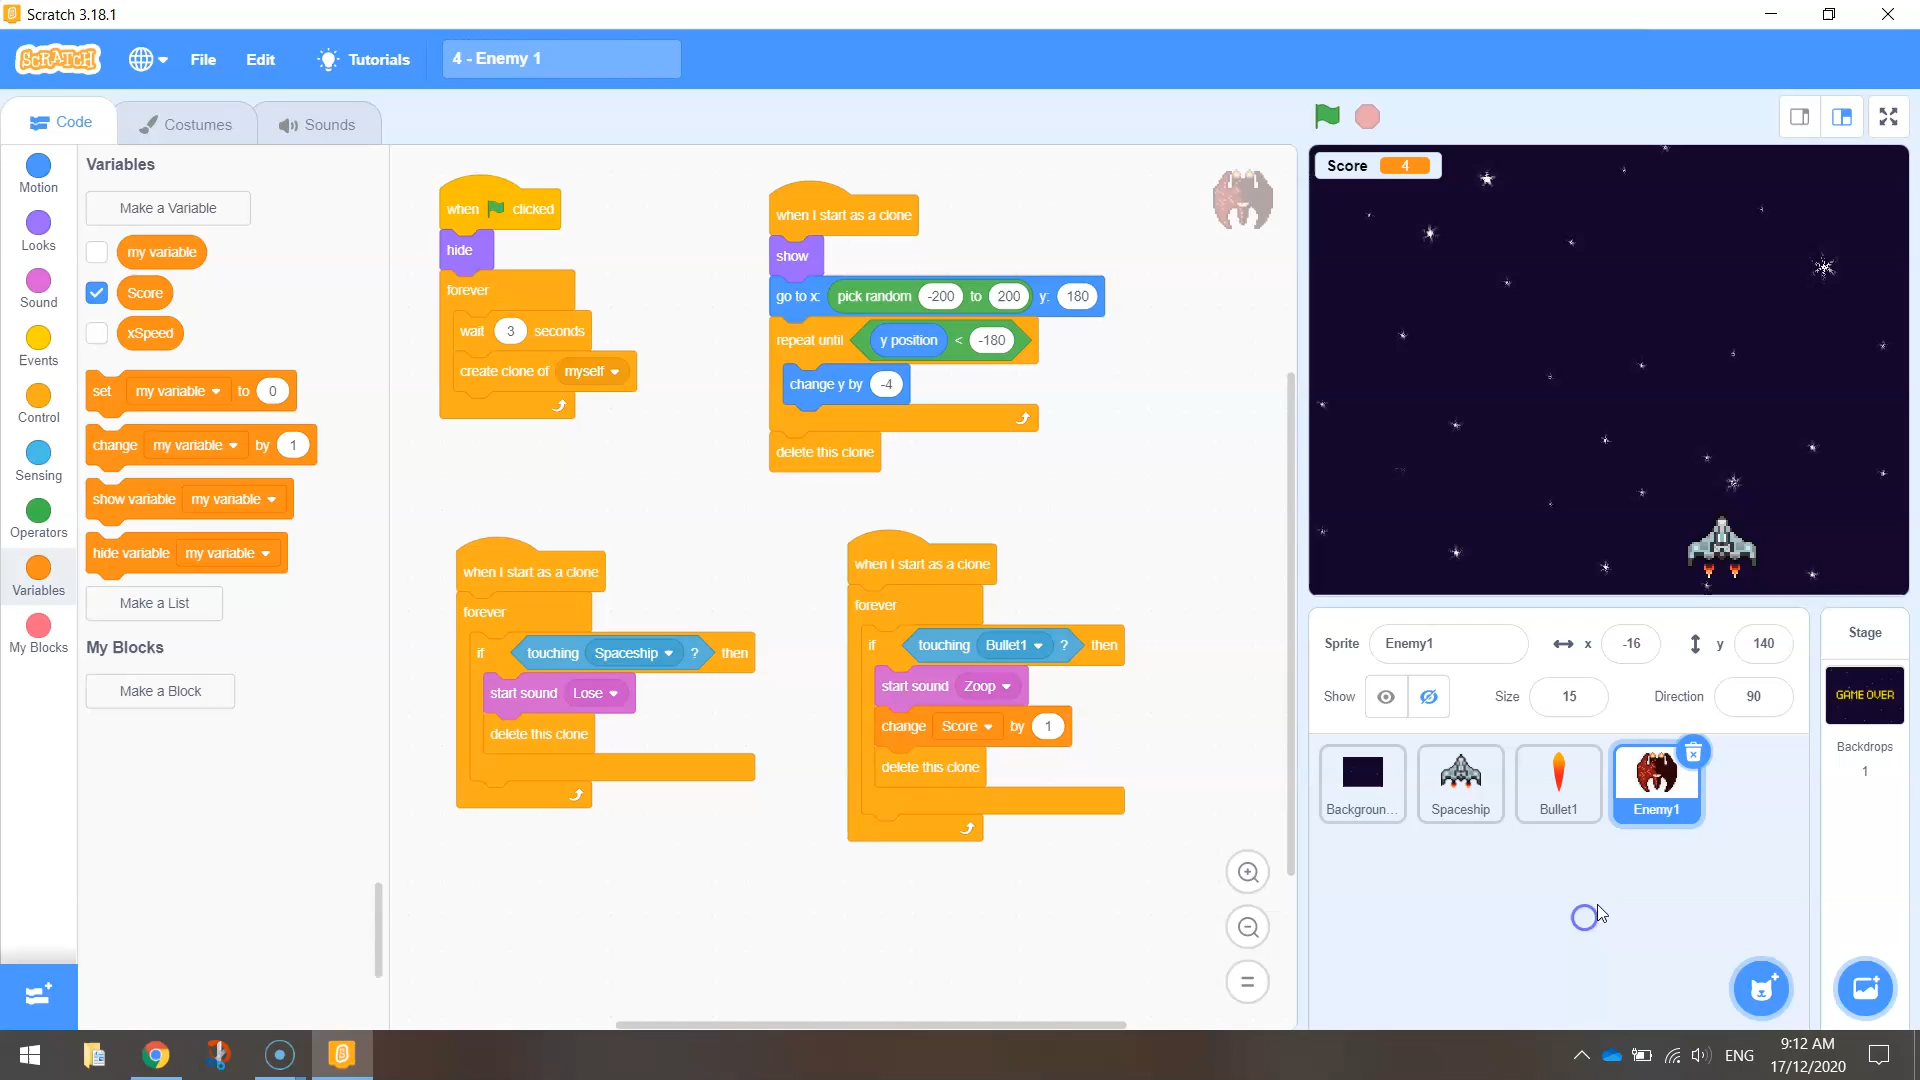 Scratch 3.18.1
SCRATCH
File
Edit
Tutorials
4 - Enemy 1
Code
Costumes
Sounds
Motion
Looks
Sound
Events
Control
Sensing
Operators
Variables
My Blocks
Variables
Make a Variable
my variable
Score
xSpeed
set my variable to 0
change my variable by 1
show variable my variable
hide variable my variable
Make a List
My Blocks
Make a Block
when clicked
hide
forever
wait 3 seconds
create clone of myself
when I start as a clone
show
go to x: pick random -200 to 200 y: 180
repeat until y position < -180
change y by -4
delete this clone
when I start as a clone
forever
if touching Spaceship ? then
start sound Lose
delete this clone
when I start as a clone
forever
if touching Bullet1 ? then
start sound Zoop
change Score by 1
delete this clone
Score 4
Sprite Enemy1 x -16 y 140
Show Size 15 Direction 90
Backgroun...
Spaceship
Bullet1
Enemy1
Stage
GAME OVER
Backdrops
1
ENG
9:12 AM
17/12/2020